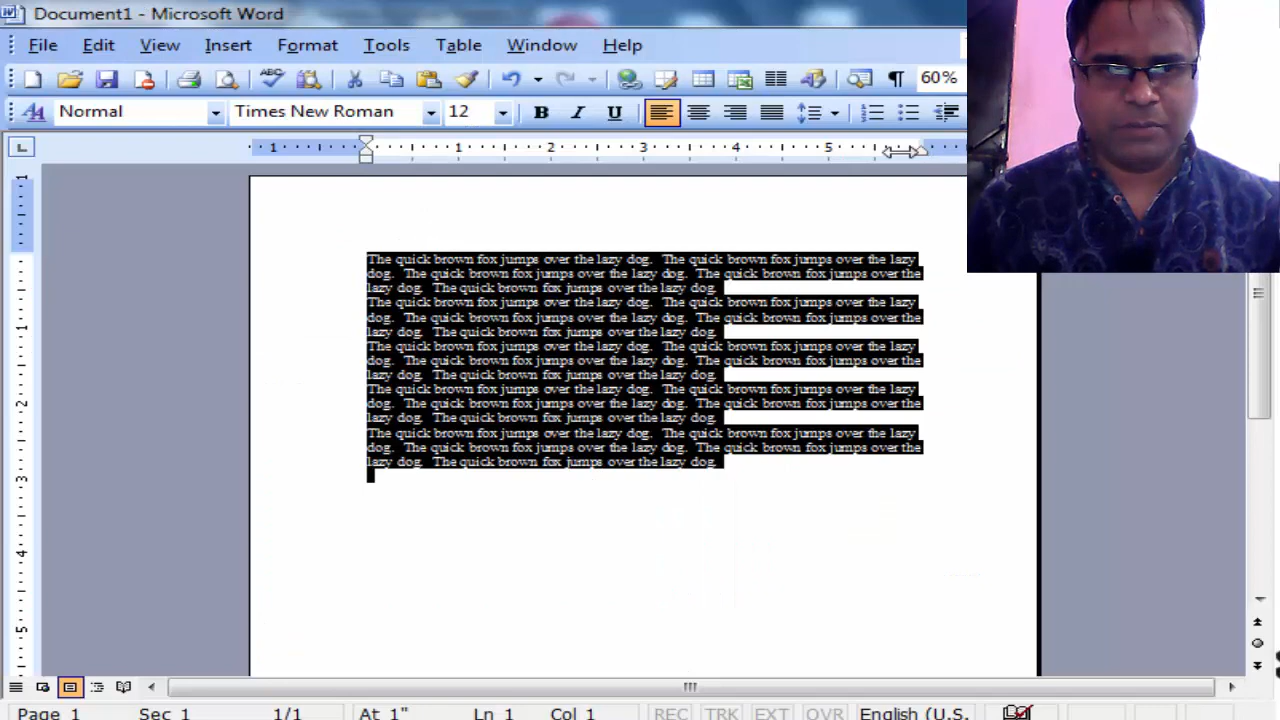 Document1 - Microsoft Word
File Edit View Insert Format Tools Table Window Help
ABC 60%
Normal Times New Roman 12 B I U
1 1 2 3 4 5
The quick brown fox jumps over the lazy dog. The quick brown fox jumps over the lazy
dog. The quick brown fox jumps over the lazy dog. The quick brown fox jumps over the
lazy dog. The quick brown fox jumps over the lazy dog.
The quick brown fox jumps over the lazy dog. The quick brown fox jumps over the lazy
dog. The quick brown fox jumps over the lazy dog. The quick brown fox jumps over the
lazy dog. The quick brown fox jumps over the lazy dog.
The quick brown fox jumps over the lazy dog. The quick brown fox jumps over the lazy
dog. The quick brown fox jumps over the lazy dog. The quick brown fox jumps over the
lazy dog. The quick brown fox jumps over the lazy dog.
The quick brown fox jumps over the lazy dog. The quick brown fox jumps over the lazy
dog. The quick brown fox jumps over the lazy dog. The quick brown fox jumps over the
lazy dog. The quick brown fox jumps over the lazy dog.
The quick brown fox jumps over the lazy dog. The quick brown fox jumps over the lazy
dog. The quick brown fox jumps over the lazy dog. The quick brown fox jumps over the
lazy dog. The quick brown fox jumps over the lazy dog.
1
1
2
3
4
5
Page 1 Sec 1 1/1 At 1" Ln 1 Col 1 REC TRK EXT OVR English (U.S.